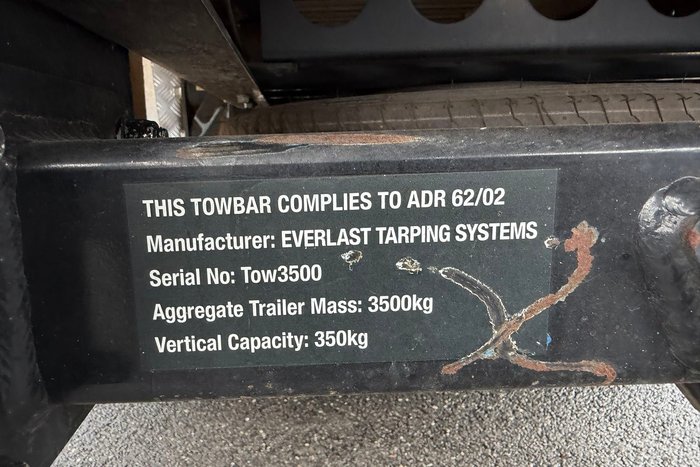 THIS TOWBAR COMPLIES TO ADR 62/02
Manufacturer: EVERLAST TARPING SYSTEMS
Serial No: Tow3500
Aggregate Trailer Mass: 3500kg
Vertical Capacity: 350kg